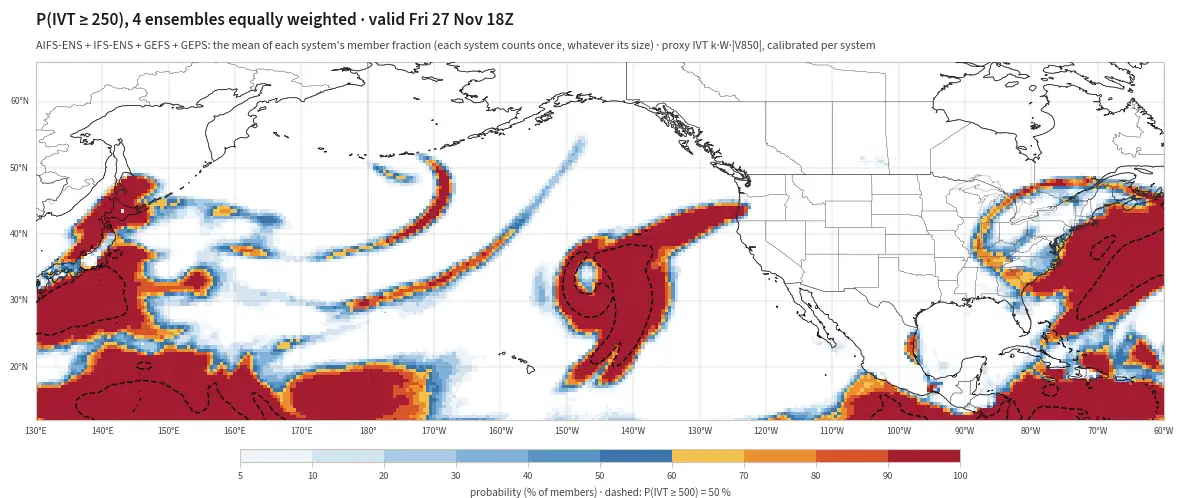 P(IVT ≥ 250), 4 ensembles equally weighted · valid Fri 27 Nov 18Z
AIFS-ENS + IFS-ENS + GEFS + GEPS: the mean of each system's member fraction (each system counts once, whatever its size) · proxy IVT k·W·|V850|, calibrated per system
60°N
50°N
40°N
30°N
20°N
130°E 140°E 150°E 160°E 180° 170°W 160°W 150°W 140°W 130°W 120°W 110°W 100°W 90°W 80°W 70°W 60°W
5 10 20 30 40 50 60 70 80 90 100
probability (% of members) · dashed: P(IVT ≥ 500) = 50 %